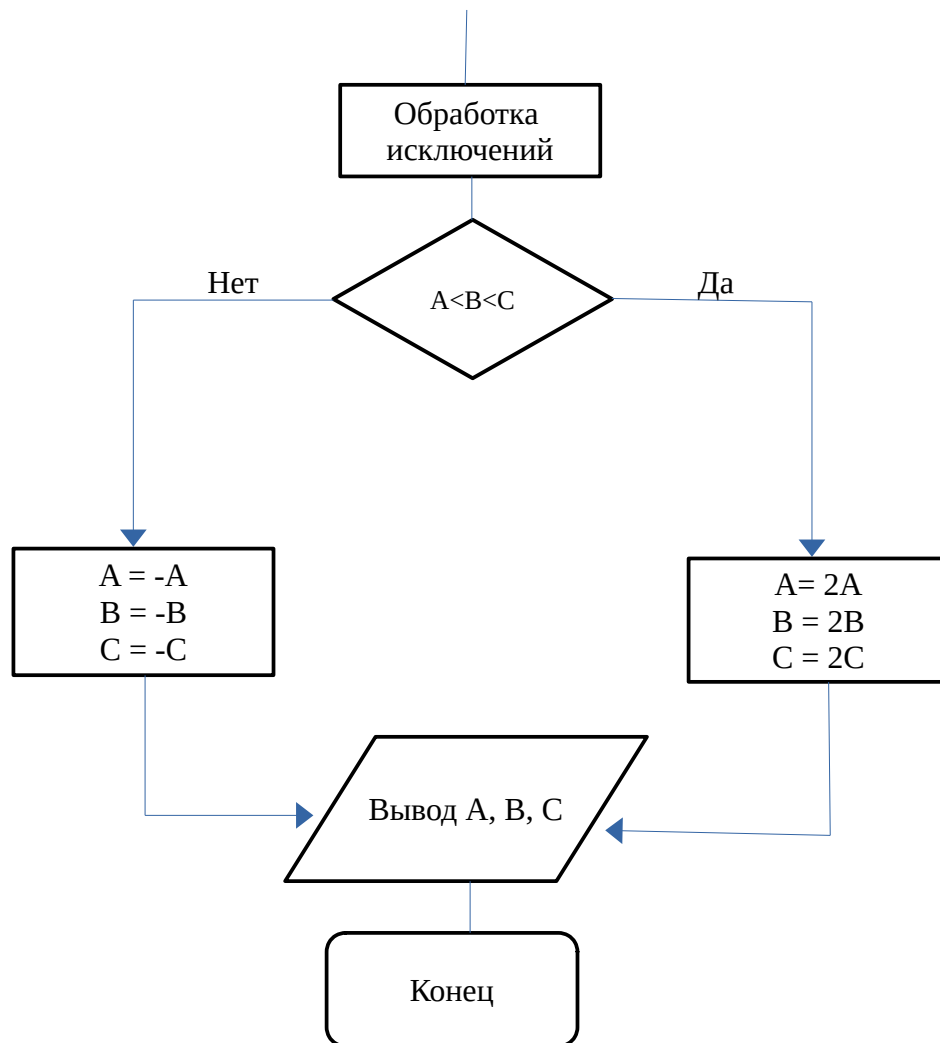 Обработка
исключений
Нет
Да
A<B<C
A = -A
B = -B
C = -C
A= 2A
B = 2B
C = 2C
Вывод A, B, C
Конец